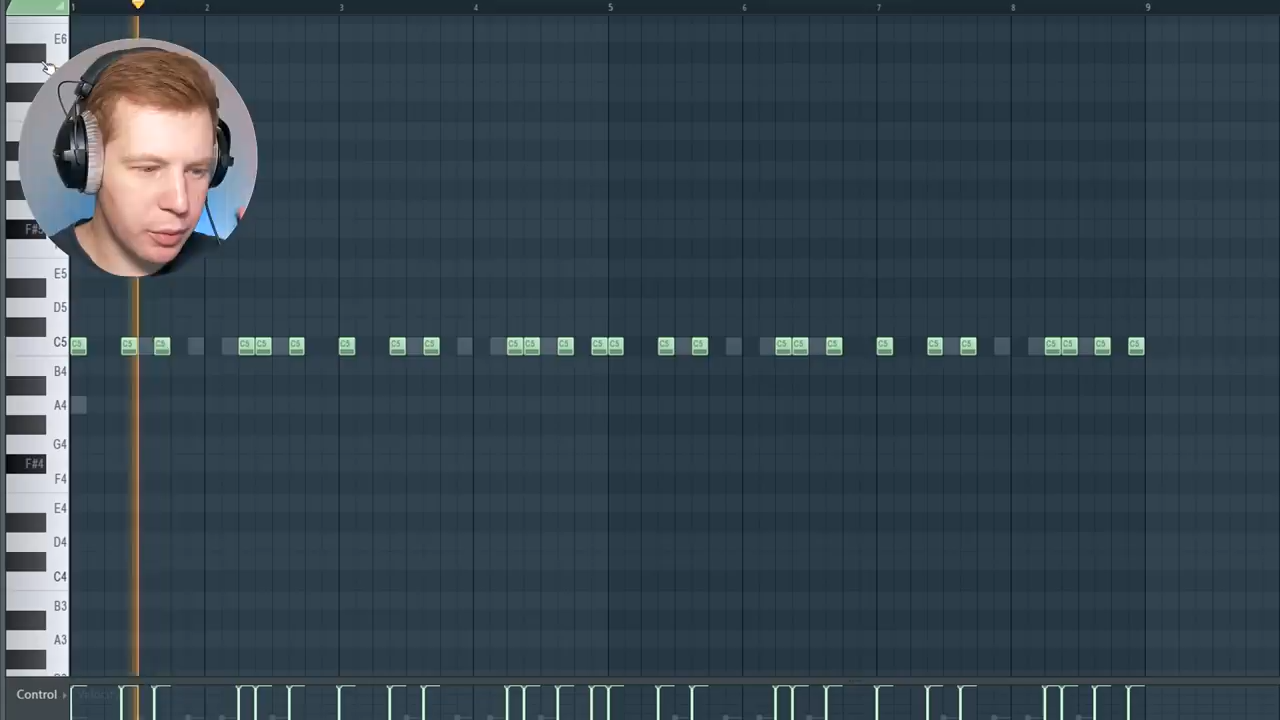 1 2 3 4 5 6 7 8 9
E6
E5
D5
C5
C5 C5 C5 C5 C5 C5 C5 C5 C5 C5 C5 C5 C5 C5 C5 C5 C5 C5 C5 C5 C5 C5 C5 C5 C5 C5 C5
B4
A4
G4
F#4
F4
E4
D4
C4
B3
A3
Control